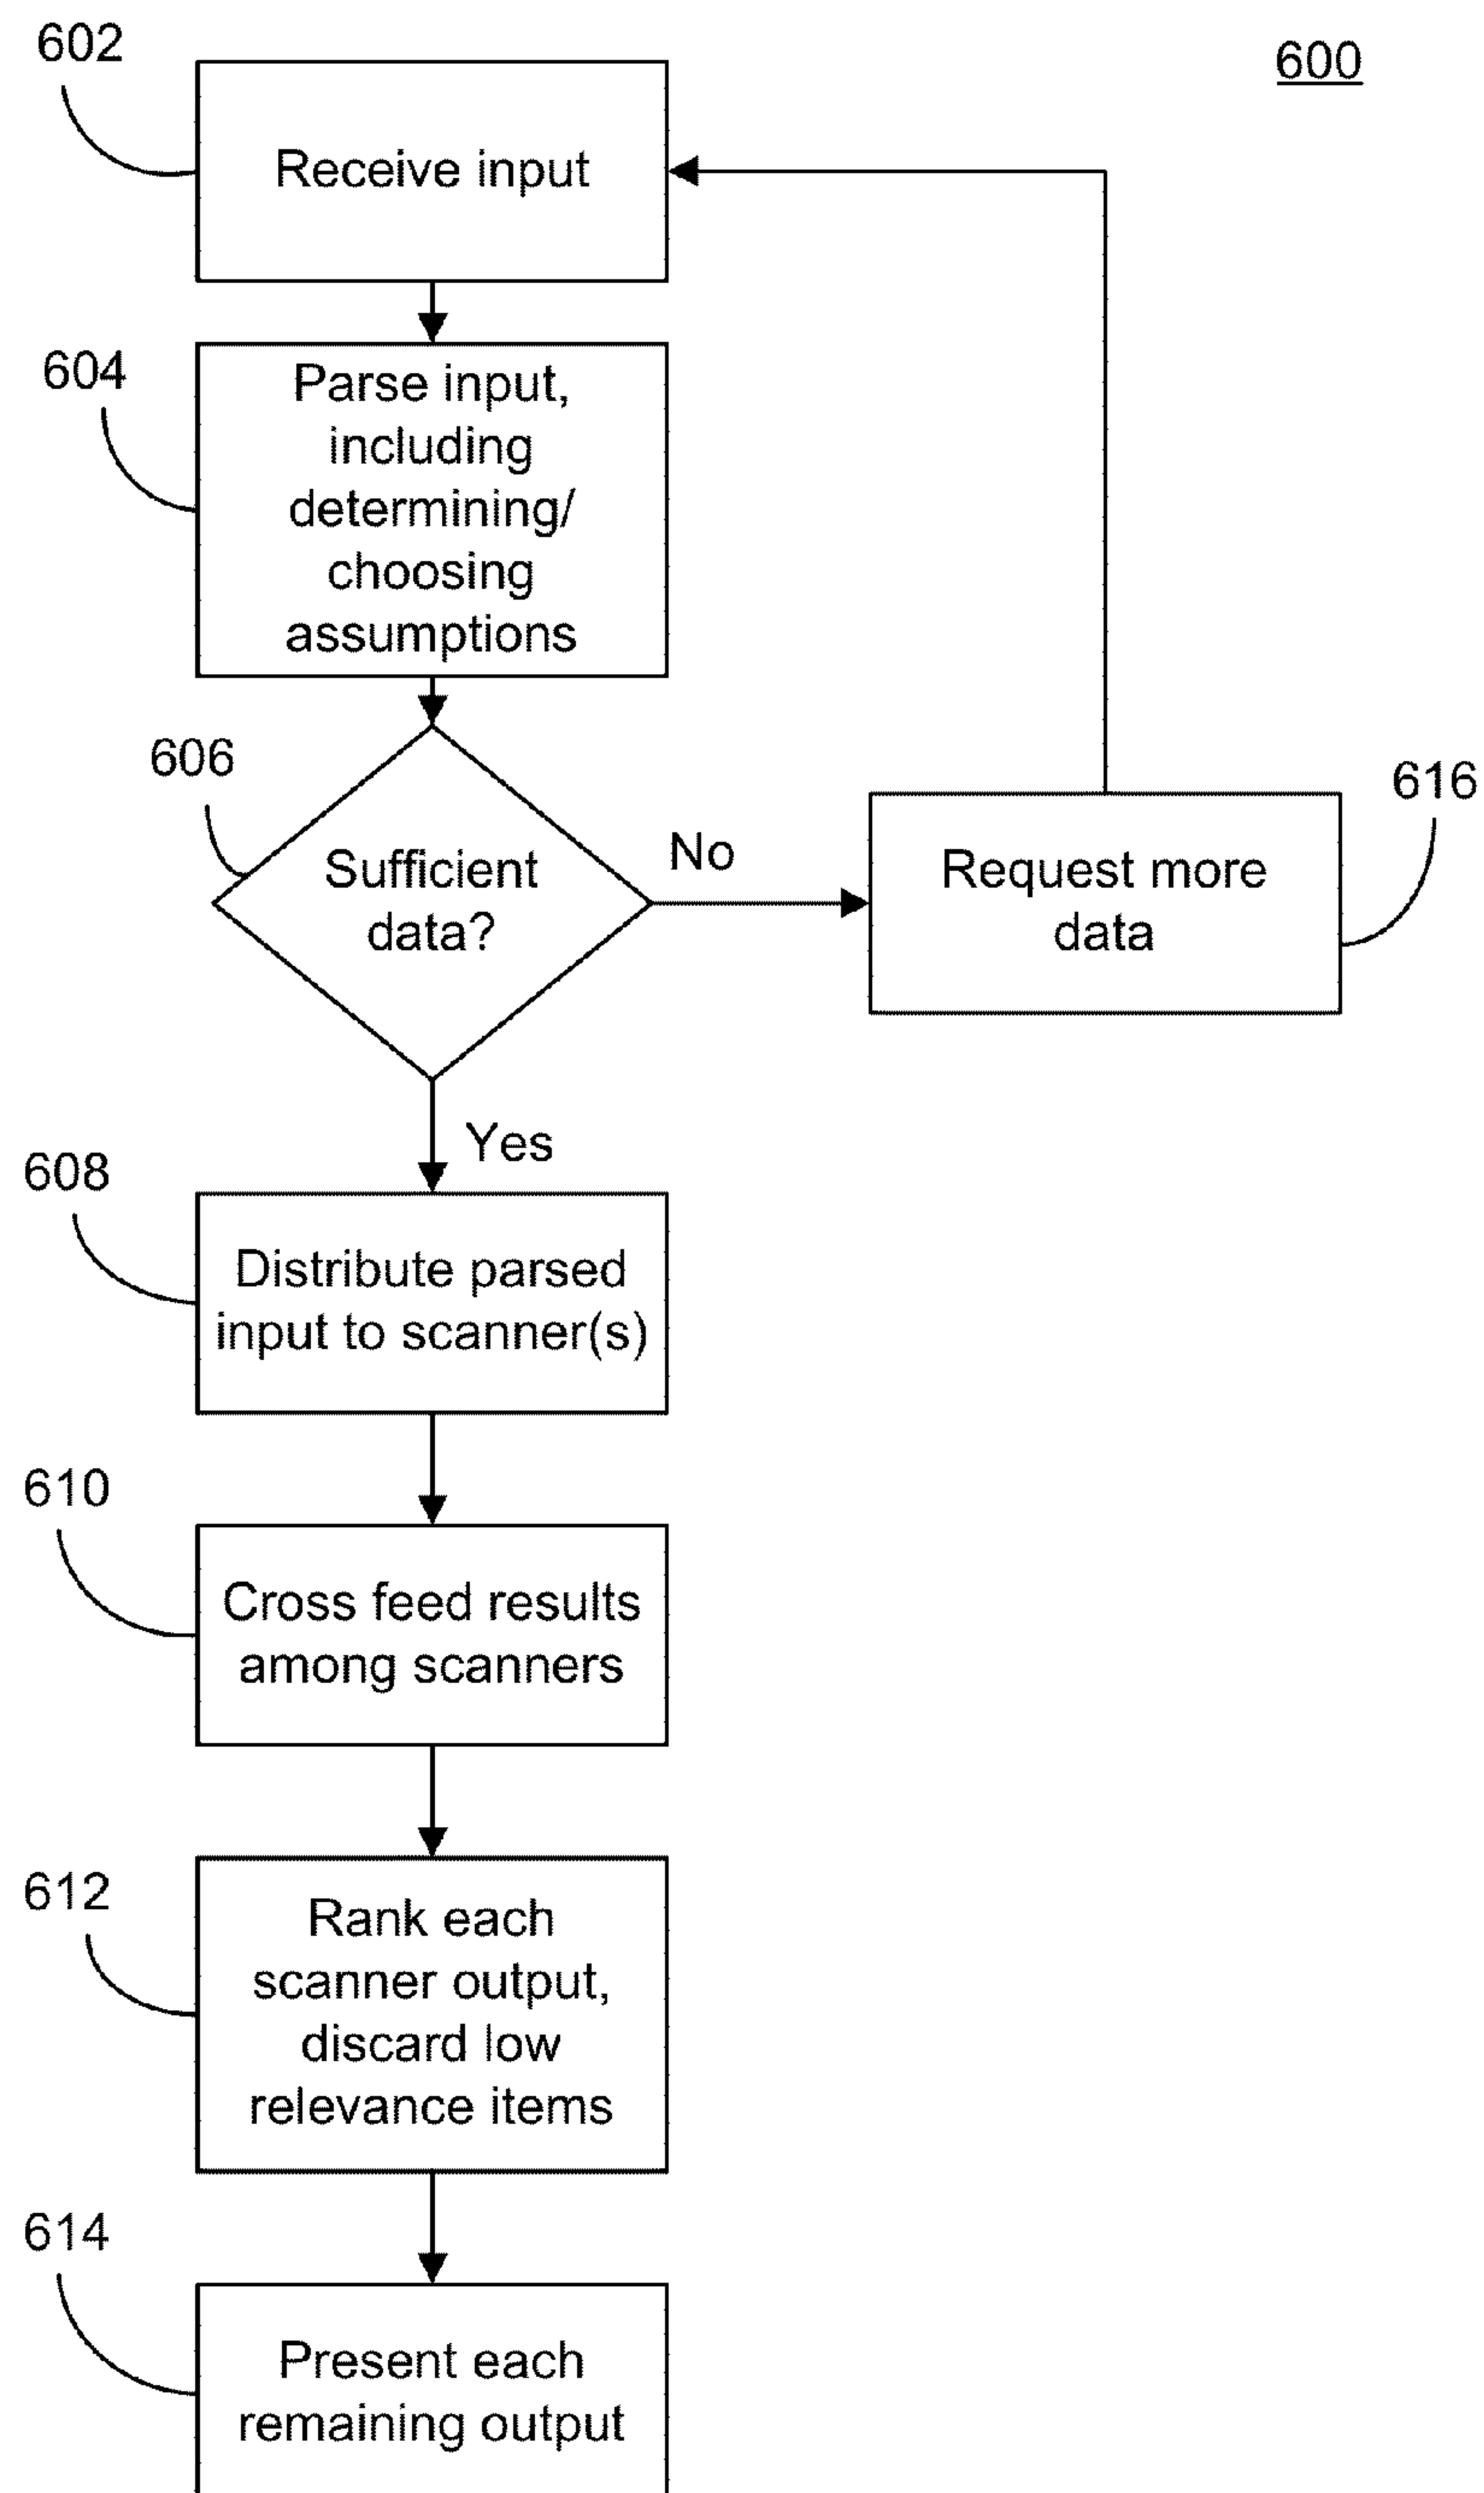 602
600
Receive input
604
Parse input,
including
determining/
choosing
assumptions
606
Sufficient
data?
No
616
Request more
data
Yes
608
Distribute parsed
input to scanner(s)
610
Cross feed results
among scanners
612
Rank each
scanner output,
discard low
relevance items
614
Present each
remaining output